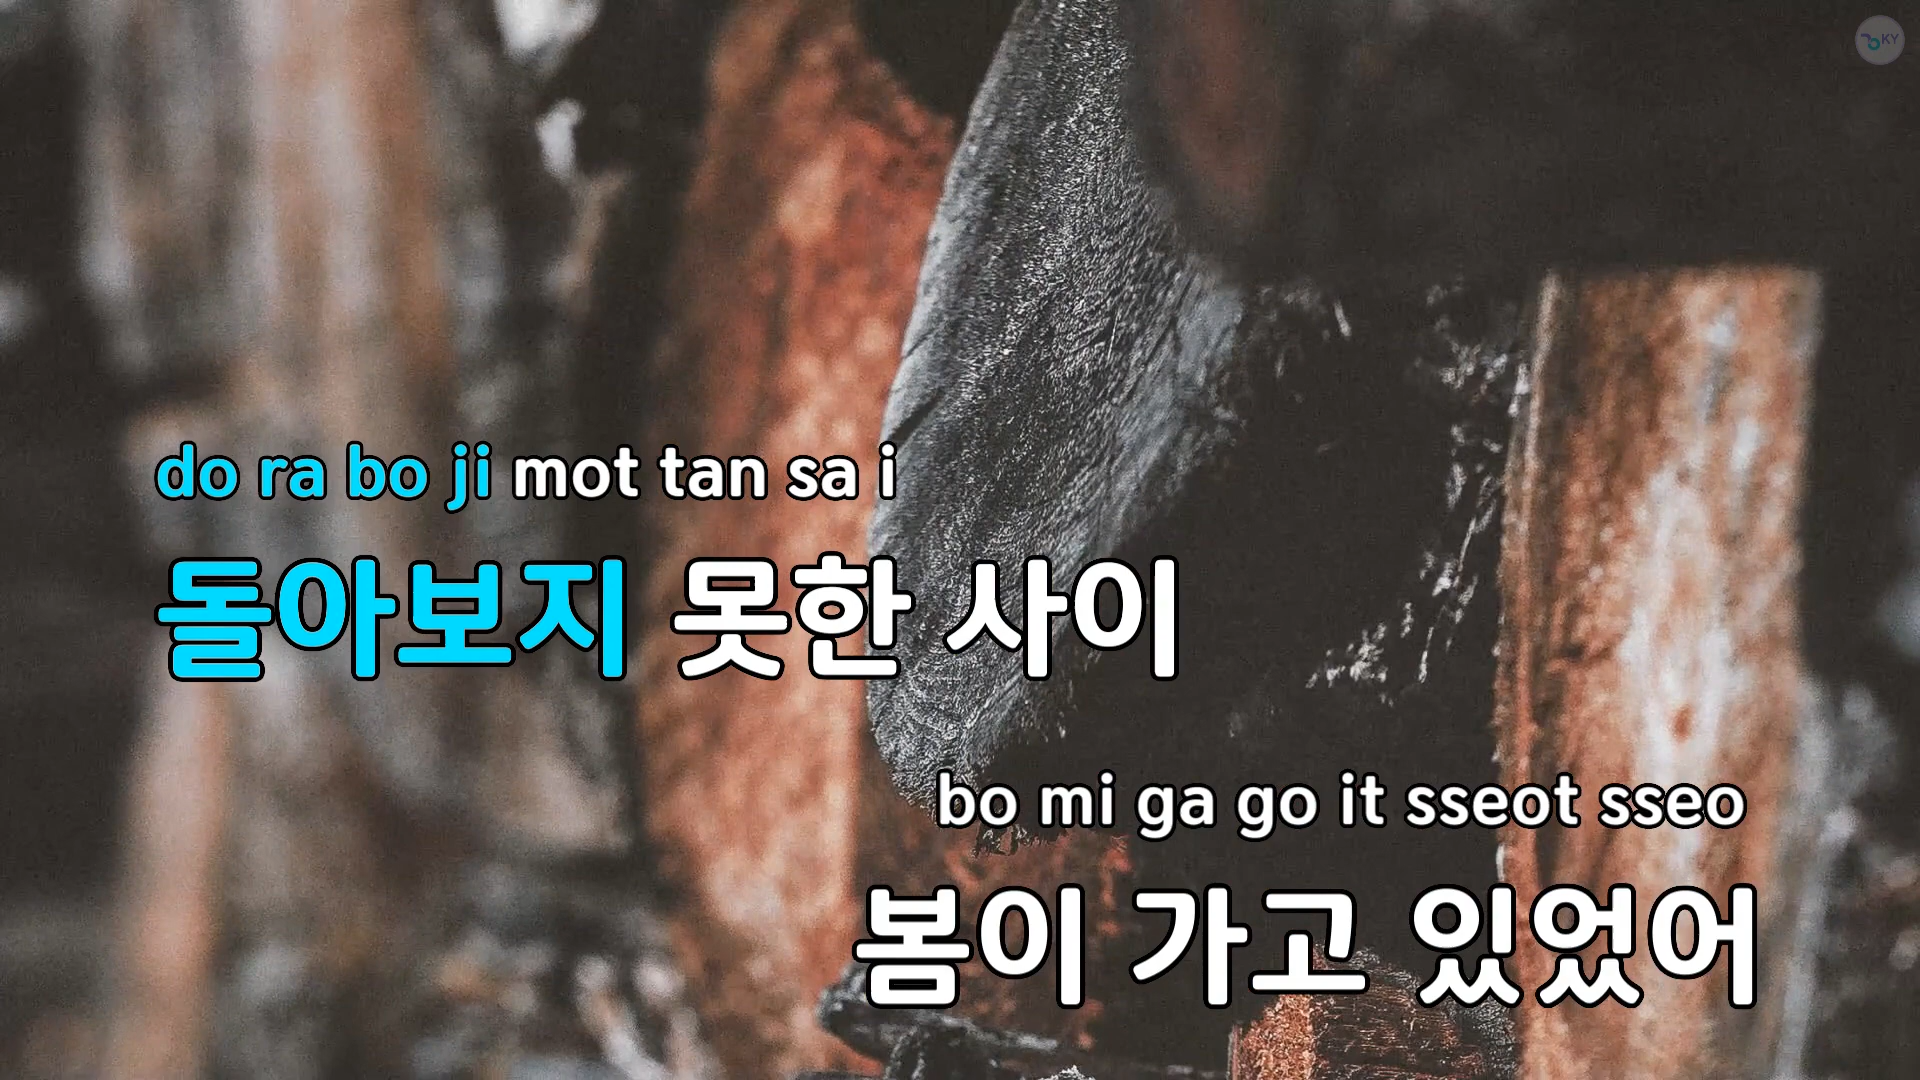 KY
do ra bo ji mot tan sa i
돌아보지 못한 사이
bo mi ga go it sseot sseo
봄이 가고 있었어